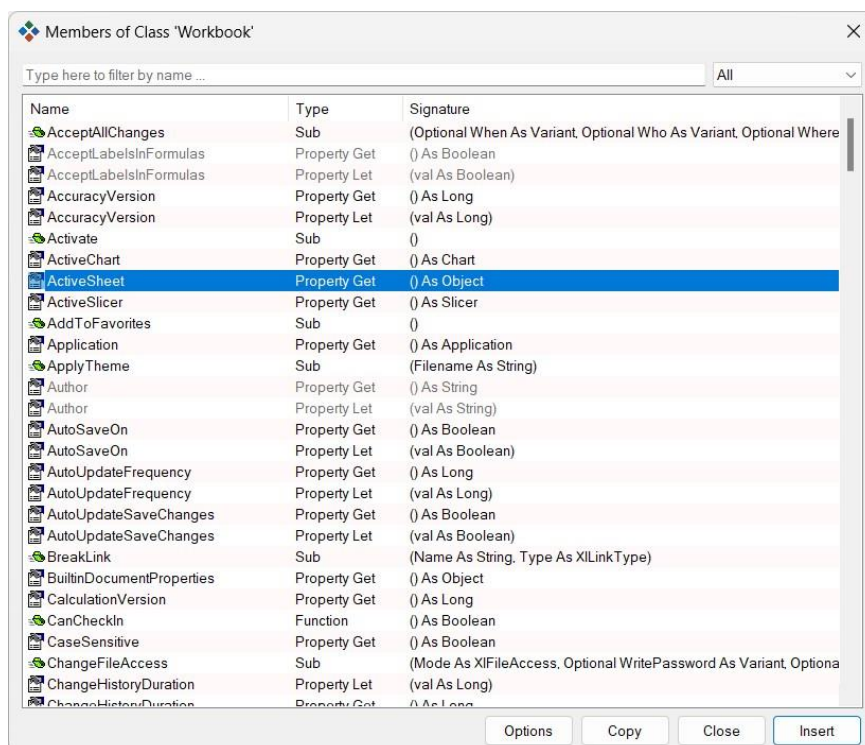 Members of Class 'Workbook'
Type here to filter by name ... All
Name Type Signature
AcceptAllChanges Sub (Optional When As Variant, Optional Who As Variant, Optional Where
AcceptLabelsInFormulas Property Get () As Boolean
AcceptLabelsInFormulas Property Let (val As Boolean)
AccuracyVersion Property Get () As Long
AccuracyVersion Property Let (val As Long)
Activate Sub ()
ActiveChart Property Get () As Chart
ActiveSheet Property Get () As Object
ActiveSlicer Property Get () As Slicer
AddToFavorites Sub ()
Application Property Get () As Application
ApplyTheme Sub (Filename As String)
Author Property Get () As String
Author Property Let (val As String)
AutoSaveOn Property Get () As Boolean
AutoSaveOn Property Let (val As Boolean)
AutoUpdateFrequency Property Get () As Long
AutoUpdateFrequency Property Let (val As Long)
AutoUpdateSaveChanges Property Get () As Boolean
AutoUpdateSaveChanges Property Let (val As Boolean)
BreakLink Sub (Name As String, Type As XlLinkType)
BuiltinDocumentProperties Property Get () As Object
CalculationVersion Property Get () As Long
CanCheckIn Function () As Boolean
CaseSensitive Property Get () As Boolean
ChangeFileAccess Sub (Mode As XlFileAccess, Optional WritePassword As Variant, Optiona
ChangeHistoryDuration Property Let (val As Long)
ChangeHistoryDuration Property Get () As Long
Options Copy Close Insert